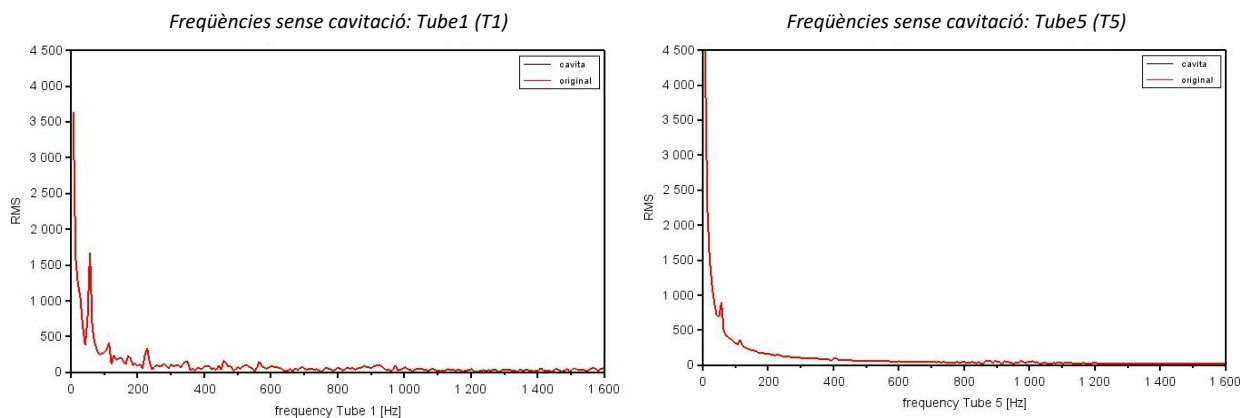 Freqüències sense cavitació: Tube1 (T1)
4 500
4 000
3 500
3 000
2 500
2 000
1 500
1 000
500
0
RMS
cavita
original
0 200 400 600 800 1 000 1 200 1 400 1 600
frequency Tube 1 [Hz]
Freqüències sense cavitació: Tube5 (T5)
4 500
4 000
3 500
3 000
2 500
2 000
1 500
1 000
500
0
RMS
cavita
original
0 200 400 600 800 1 000 1 200 1 400 1 600
frequency Tube 5 [Hz]